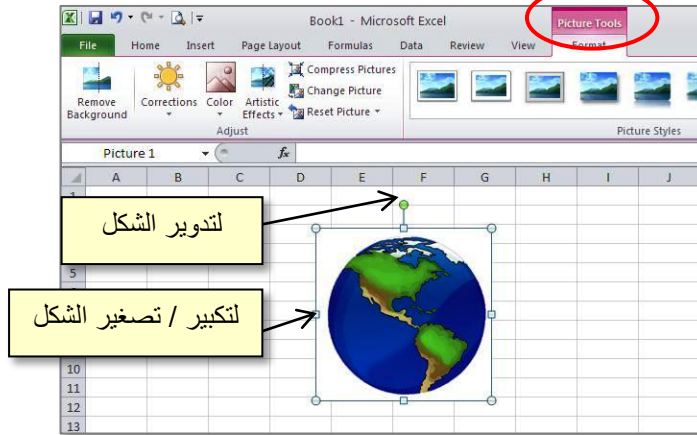 Book1 - Microsoft Excel
Picture Tools
File Home Insert Page Layout Formulas Data Review View Format
Remove Background
Corrections
Color
Artistic Effects
Compress Pictures
Change Picture
Reset Picture
Adjust
Picture Styles
Picture 1
fx
A B C D E F G H I J
لتدوير الشكل
5
لتكبير / تصغير الشكل
10
11
12
13